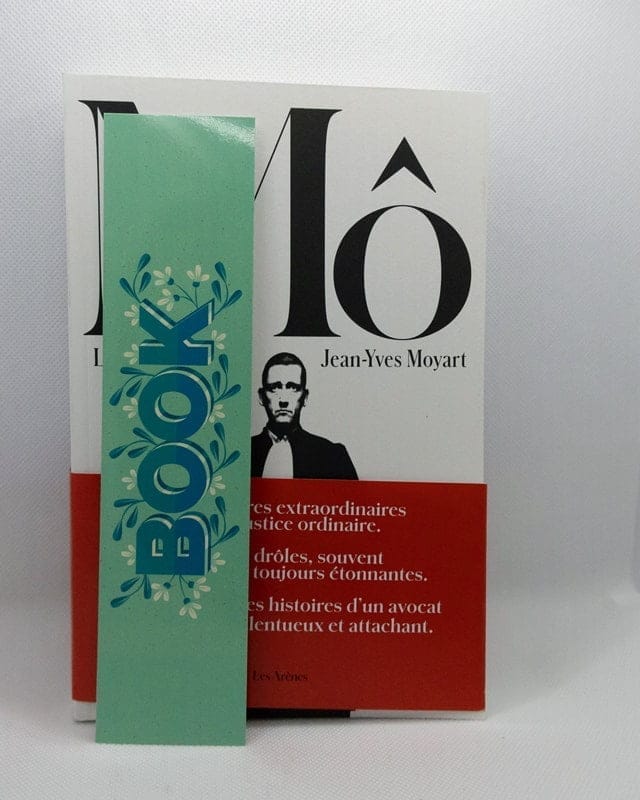 Mô
L
Jean-Yves Moyart
res extraordinaires
ustice ordinaire.
drôles, souvent
toujours étonnantes.
es histoires d'un avocat
lentueux et attachant.
Les Arènes
BOOK